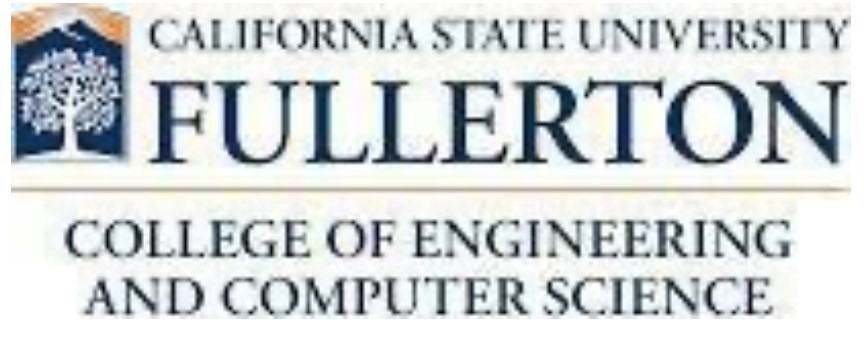 CALIFORNIA STATE UNIVERSITY
FULLERTON
COLLEGE OF ENGINEERING
AND COMPUTER SCIENCE